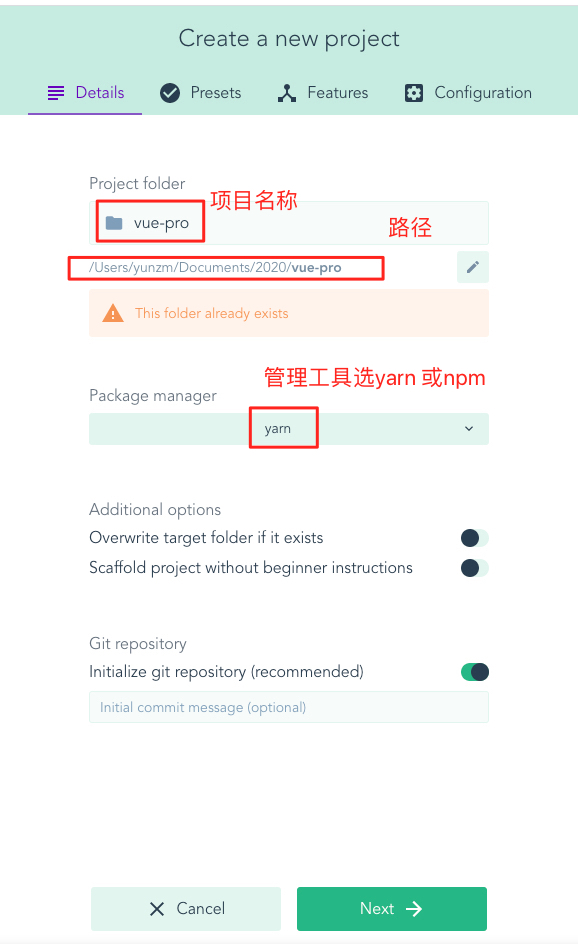 Create a new project
Details Presets Features Configuration
Project folder
项目名称
vue-pro
路径
/Users/yunzm/Documents/2020/vue-pro
This folder already exists
管理工具选yarn 或npm
Package manager
yarn
Additional options
Overwrite target folder if it exists
Scaffold project without beginner instructions
Git repository
Initialize git repository (recommended)
Initial commit message (optional)
Cancel Next